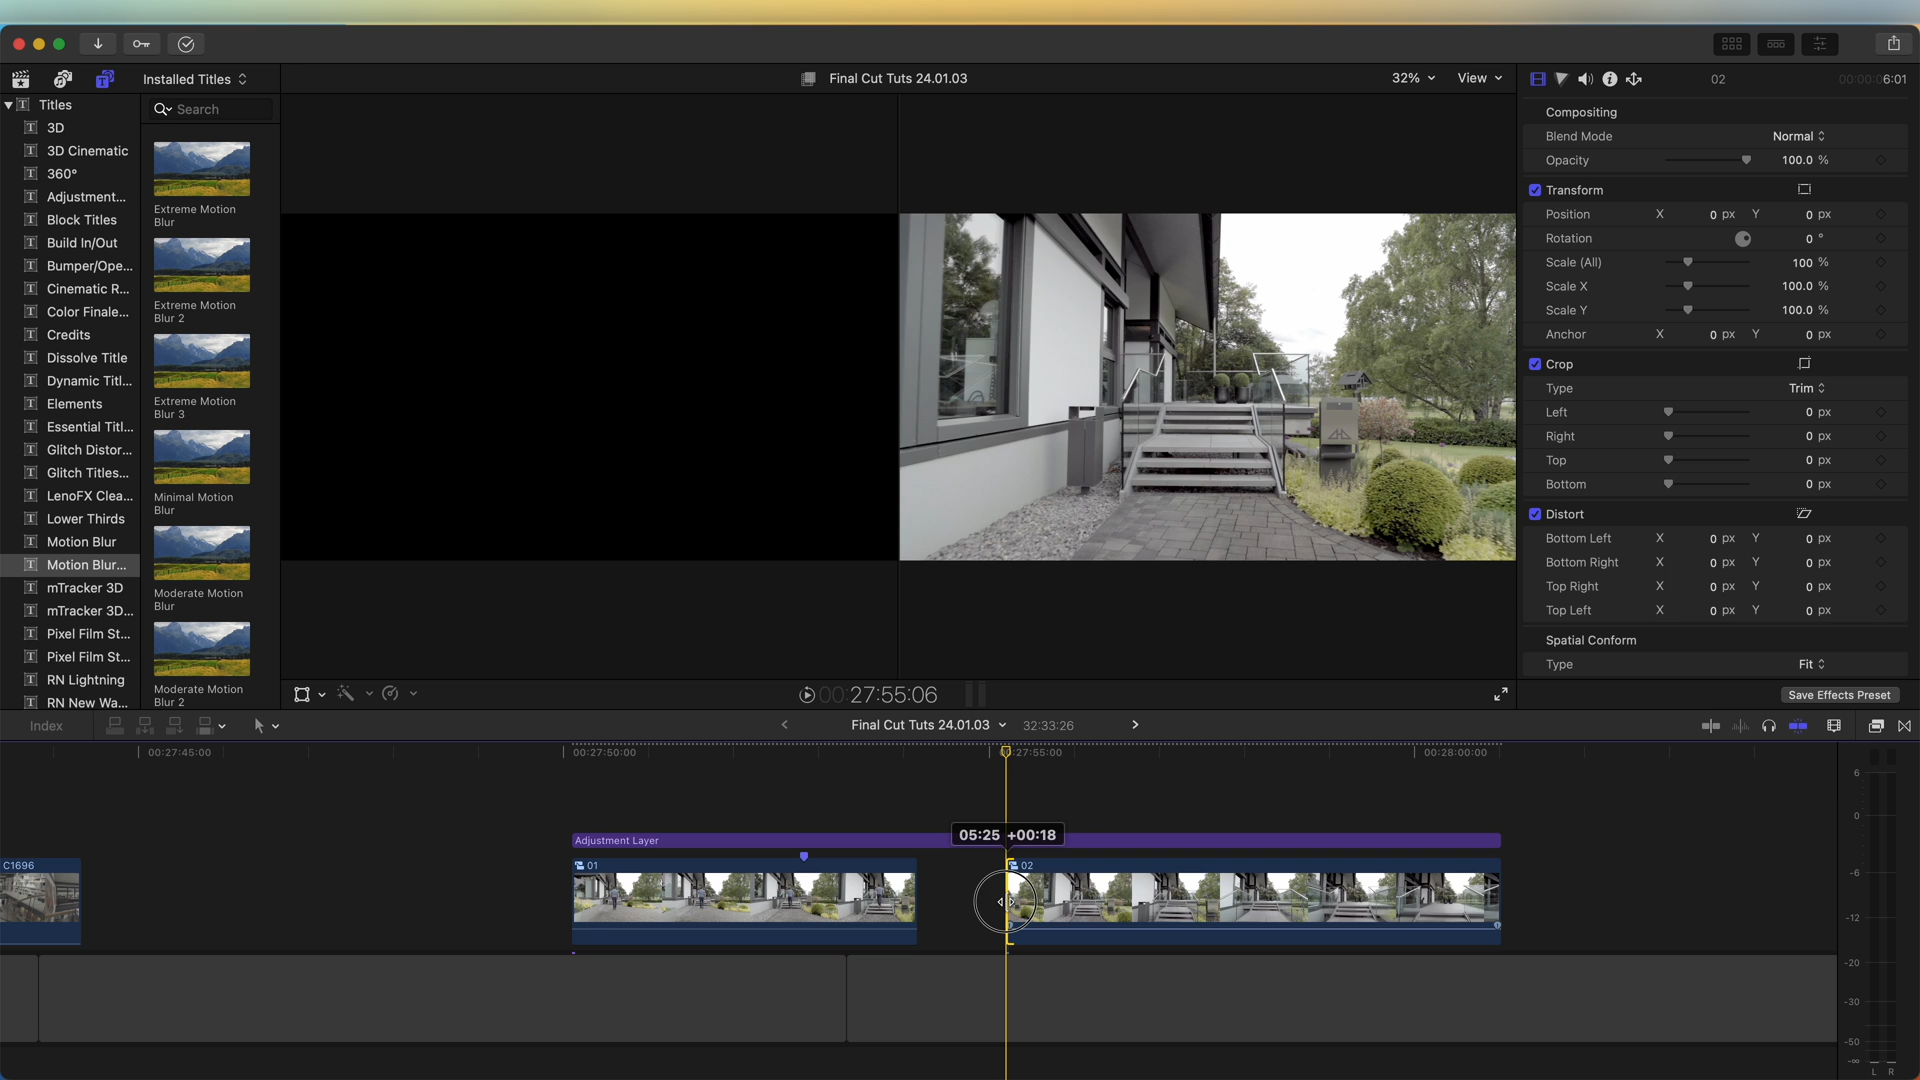 Installed Titles
Final Cut Tuts 24.01.03
32%
View
02
00:00:06:01
Titles
Search
3D
3D Cinematic
360°
Adjustment...
Block Titles
Build In/Out
Bumper/Ope...
Cinematic R...
Color Finale...
Credits
Dissolve Title
Dynamic Titl...
Elements
Essential Titl...
Glitch Distor...
Glitch Titles...
LenoFX Clea...
Lower Thirds
Motion Blur
Motion Blur...
mTracker 3D
mTracker 3D...
Pixel Film St...
Pixel Film St...
RN Lightning
RN New Wa...
Extreme Motion
Blur
Extreme Motion
Blur 2
Extreme Motion
Blur 3
Minimal Motion
Blur
Moderate Motion
Blur
Moderate Motion
Blur 2
Compositing
Blend Mode Normal
Opacity 100.0 %
Transform
Position X 0 px Y 0 px
Rotation 0 °
Scale (All) 100 %
Scale X 100.0 %
Scale Y 100.0 %
Anchor X 0 px Y 0 px
Crop
Type Trim
Left 0 px
Right 0 px
Top 0 px
Bottom 0 px
Distort
Bottom Left X 0 px Y 0 px
Bottom Right X 0 px Y 0 px
Top Right X 0 px Y 0 px
Top Left X 0 px Y 0 px
Spatial Conform
Type Fit
00:27:55:06
Save Effects Preset
Index
Final Cut Tuts 24.01.03
32:33:26
00:27:45:00
00:27:50:00
00:27:55:00
00:28:00:00
05:25 +00:18
Adjustment Layer
C1696
01
02
6
0
-6
-12
-20
-30
-50
-∞
L R